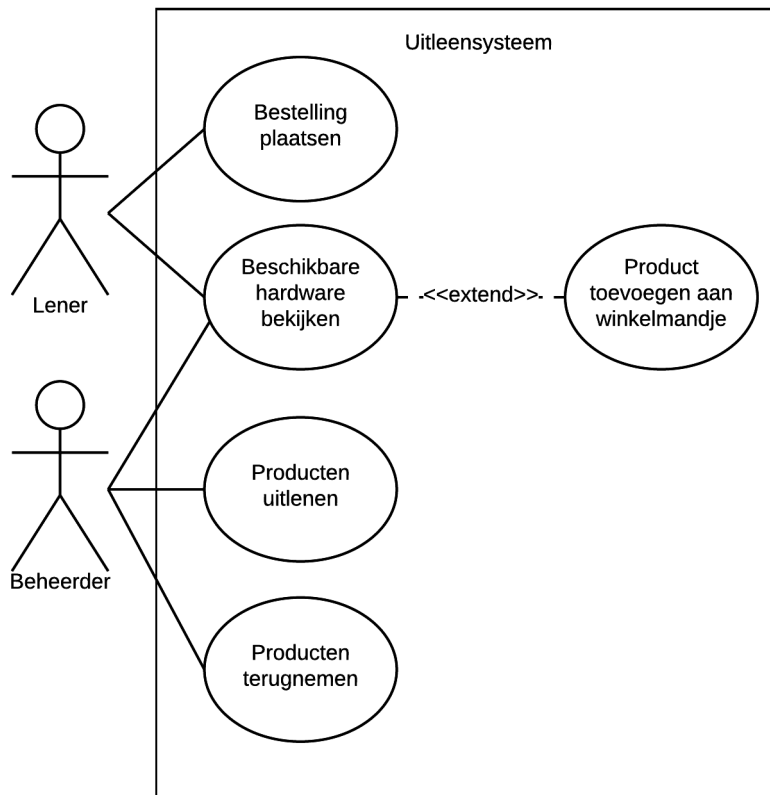 Uitleensysteem
Bestelling
plaatsen
Lener
Beschikbare
hardware
bekijken
<<extend>>
Product
toevoegen aan
winkelmandje
Beheerder
Producten
uitlenen
Producten
terugnemen